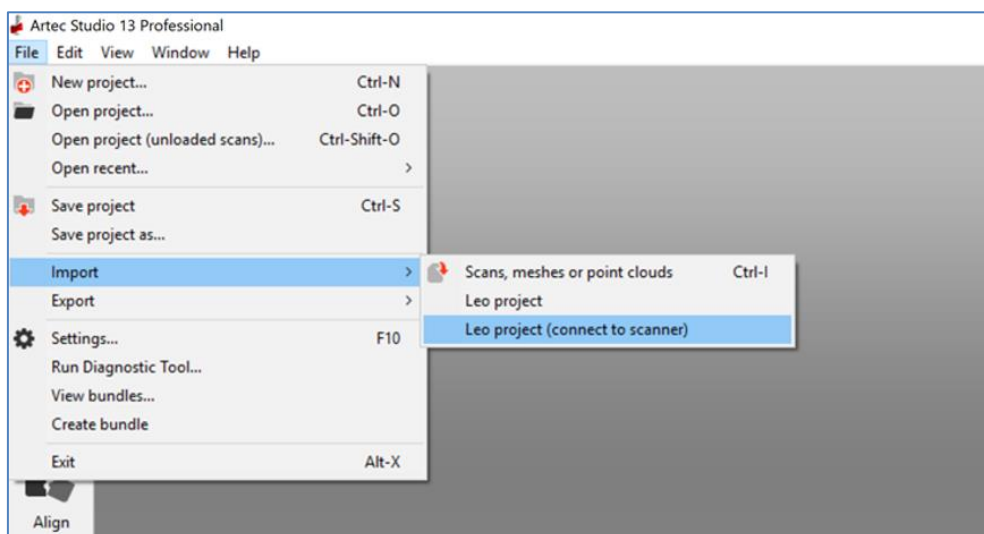 Artec Studio 13 Professional
File Edit View Window Help
New project... Ctrl-N
Open project... Ctrl-O
Open project (unloaded scans)... Ctrl-Shift-O
Open recent... >
Save project Ctrl-S
Save project as...
Import >
Scans, meshes or point clouds Ctrl-I
Leo project
Leo project (connect to scanner)
Export >
Settings... F10
Run Diagnostic Tool...
View bundles...
Create bundle
Exit Alt-X
Align